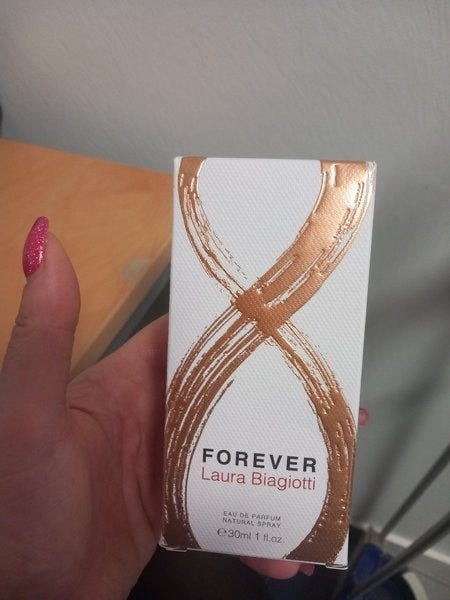 FOREVER
Laura Biagiotti
EAU DE PARFUM
NATURAL SPRAY
℮30ml 1 fl.oz.